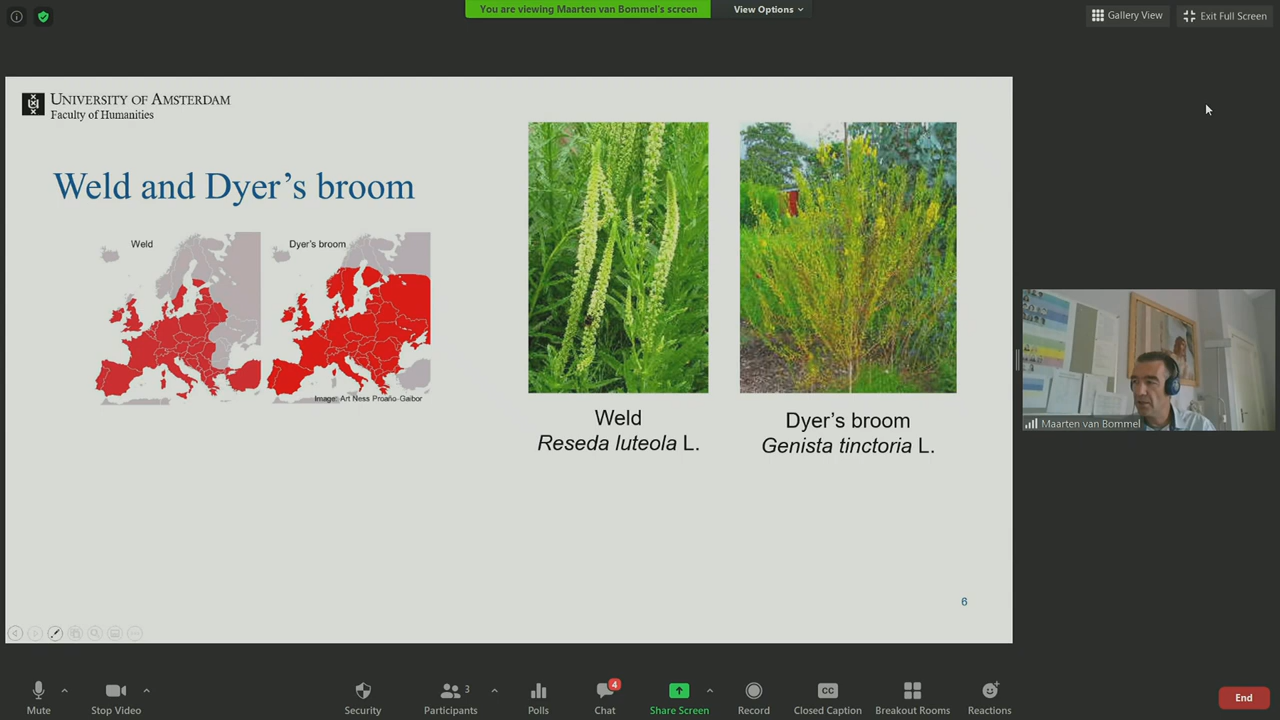 You are viewing Maarten van Bommel's screen
View Options
Gallery View
Exit Full Screen
UNIVERSITY OF AMSTERDAM
Faculty of Humanities
Weld and Dyer's broom
Weld
Dyer's broom
Image: Art Ness Proaño Gaibor
Weld
Reseda luteola L.
Dyer's broom
Genista tinctoria L.
Maarten van Bommel
6
Mute
Stop Video
Security
Participants
3
Polls
Chat
4
Share Screen
Record
CC
Closed Caption
Breakout Rooms
Reactions
End